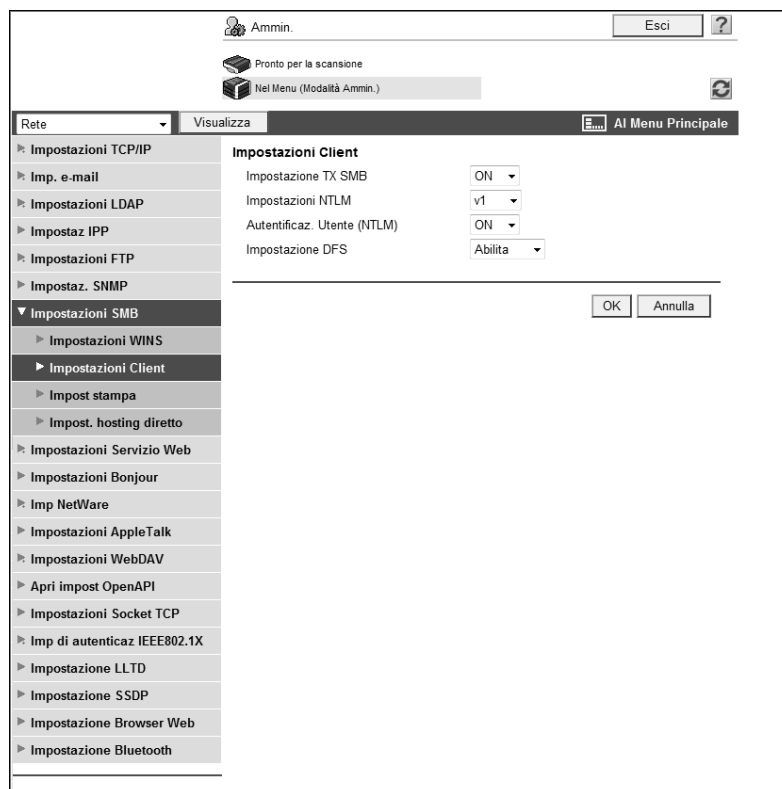 Ammin.
Esci
?
Pronto per la scansione
Nel Menu (Modalità Ammin.)
Rete
Visualizza
Al Menu Principale
Impostazioni TCP/IP
Imp. e-mail
Impostazioni LDAP
Impostaz IPP
Impostazioni FTP
Impostaz. SNMP
Impostazioni SMB
Impostazioni WINS
Impostazioni Client
Impost stampa
Impost. hosting diretto
Impostazioni Servizio Web
Impostazioni Bonjour
Imp NetWare
Impostazioni AppleTalk
Impostazioni WebDAV
Apri impost OpenAPI
Impostazioni Socket TCP
Imp di autenticaz IEEE802.1X
Impostazione LLTD
Impostazione SSDP
Impostazione Browser Web
Impostazione Bluetooth
Impostazioni Client
Impostazione TX SMB ON
Impostazioni NTLM v1
Autentificaz. Utente (NTLM) ON
Impostazione DFS Abilita
OK Annulla